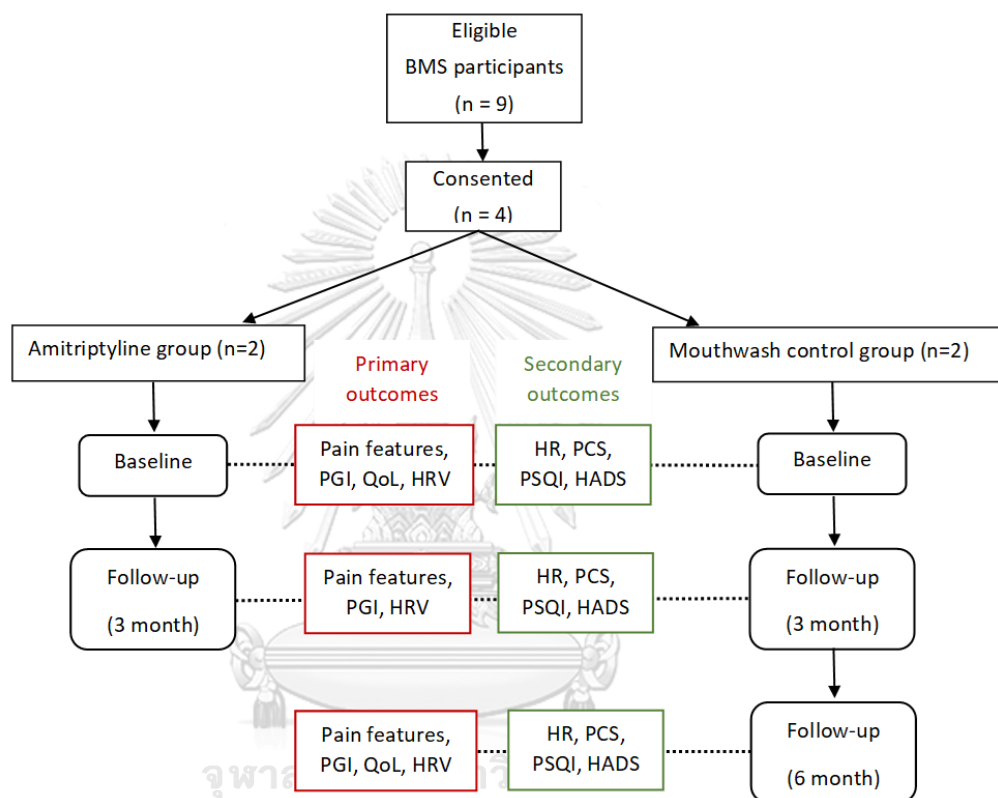 Eligible
BMS participants
(n = 9)
Consented
(n = 4)
Amitriptyline group (n=2)
Mouthwash control group (n=2)
Primary
outcomes
Secondary
outcomes
Baseline
Pain features,
PGI, QoL, HRV
HR, PCS,
PSQI, HADS
Baseline
Follow-up
(3 month)
Pain features,
PGI, HRV
HR, PCS,
PSQI, HADS
Follow-up
(3 month)
Pain features,
PGI, QoL, HRV
HR, PCS,
PSQI, HADS
Follow-up
(6 month)